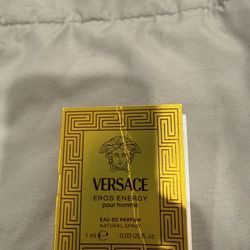 VERSACE
EROS ENERGY
pour homme
EAU DE PARFUM
NATURAL SPRAY
1 ml 0.03 US fl. oz.